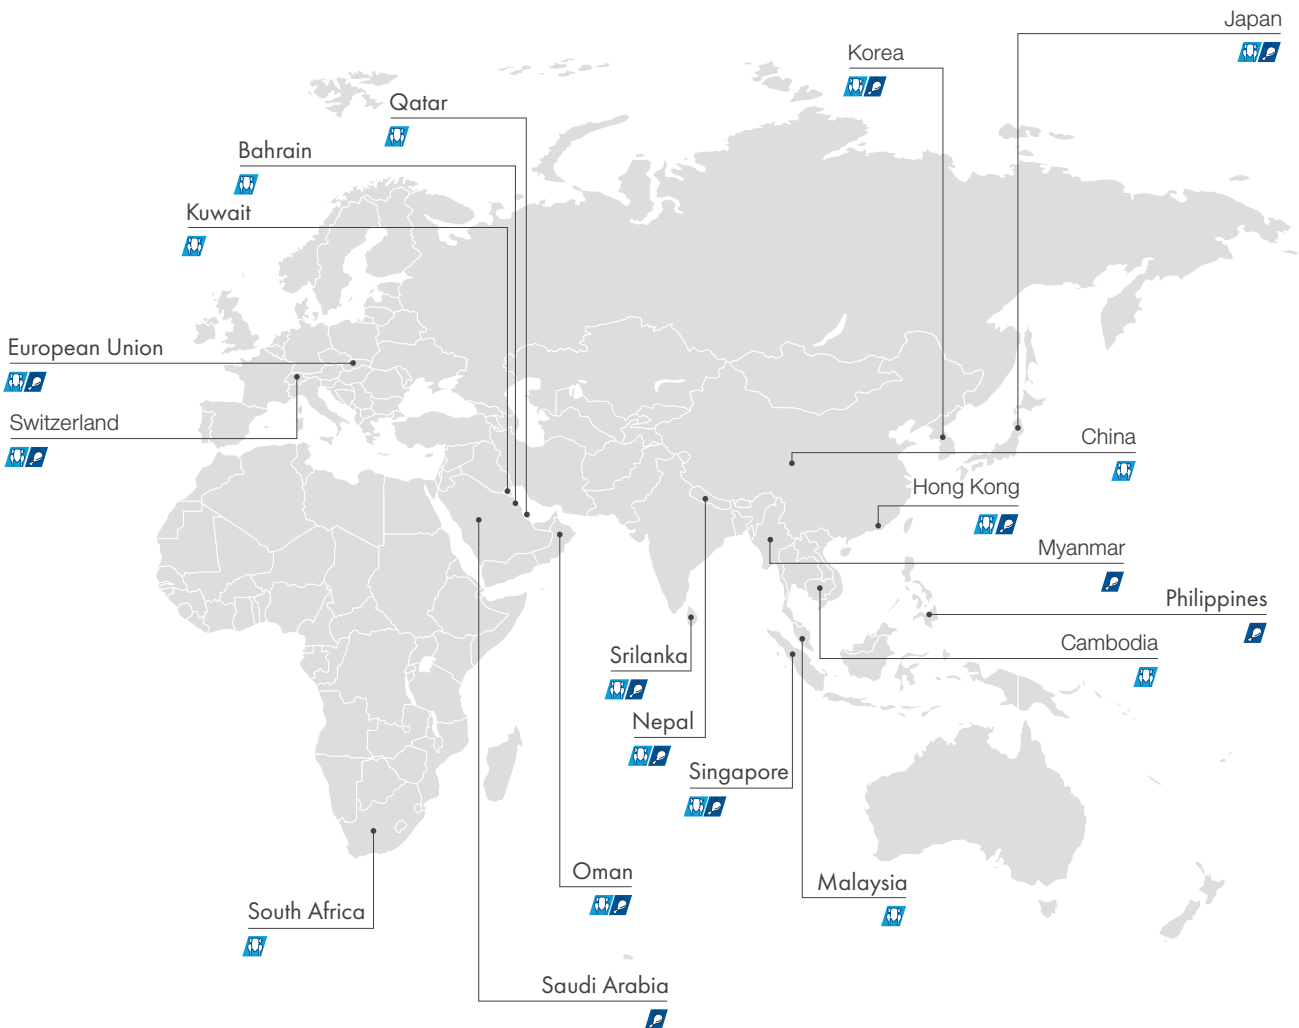 Japan
Korea
Qatar
Bahrain
Kuwait
European Union
Switzerland
China
Hong Kong
Myanmar
Philippines
Cambodia
Srilanka
Nepal
Singapore
Oman
Malaysia
South Africa
Saudi Arabia